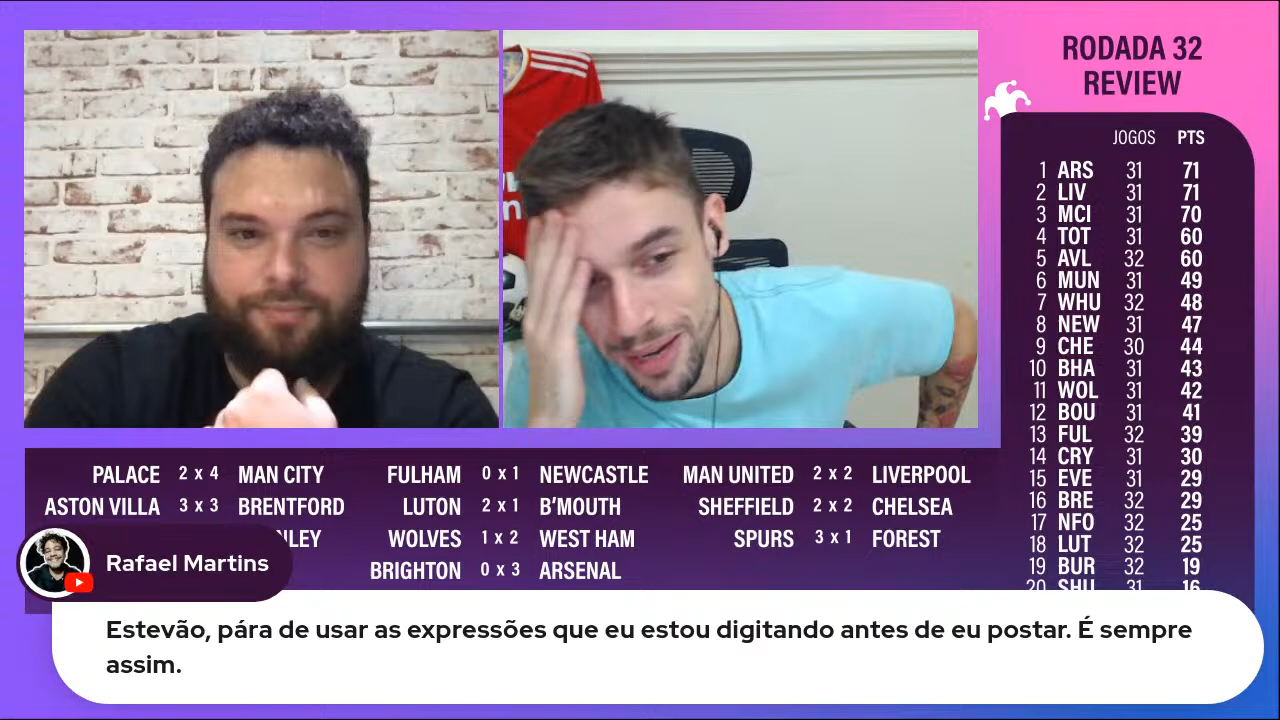 RODADA 32
REVIEW
JOGOS PTS
1 ARS 31 71
2 LIV 31 71
3 MCI 31 70
4 TOT 31 60
5 AVL 32 60
6 MUN 31 49
7 WHU 32 48
8 NEW 31 47
9 CHE 30 44
10 BHA 31 43
11 WOL 31 42
12 BOU 31 41
13 FUL 32 39
14 CRY 31 30
15 EVE 31 29
16 BRE 32 29
17 NFO 32 25
18 LUT 32 25
19 BUR 32 19
20 SHU 31 16
PALACE 2 x 4 MAN CITY FULHAM 0 x 1 NEWCASTLE MAN UNITED 2 x 2 LIVERPOOL
ASTON VILLA 3 x 3 BRENTFORD LUTON 2 x 1 B'MOUTH SHEFFIELD 2 x 2 CHELSEA
NLEY WOLVES 1 x 2 WEST HAM SPURS 3 x 1 FOREST
BRIGHTON 0 x 3 ARSENAL
Rafael Martins
Estevão, pára de usar as expressões que eu estou digitando antes de eu postar. É sempre
assim.